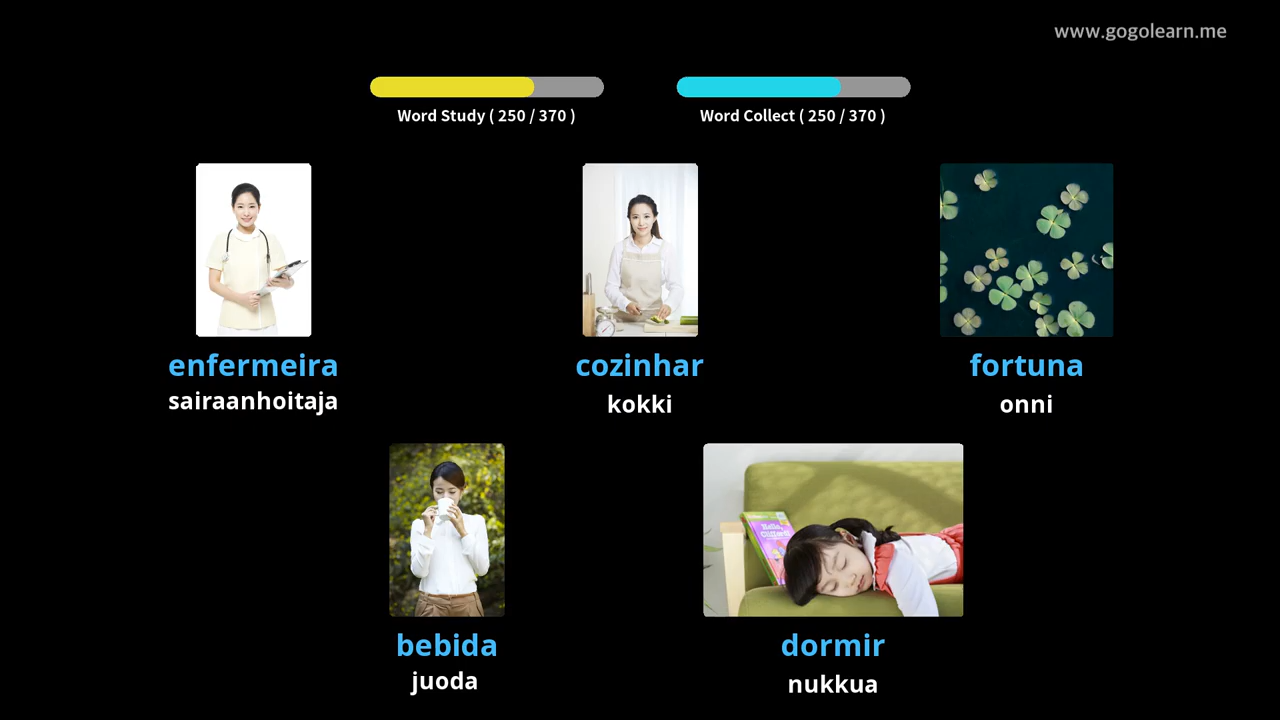 www.gogolearn.me
Word Study ( 250 / 370 )
Word Collect ( 250 / 370 )
enfermeira
sairaanhoitaja
cozinhar
kokki
fortuna
onni
Hello,
bebida
juoda
dormir
nukkua